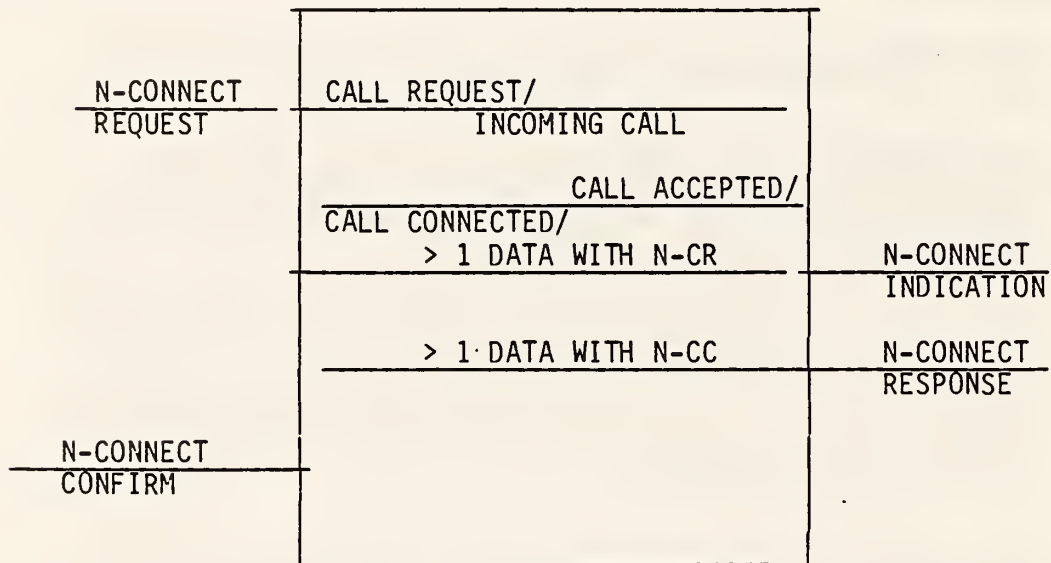 N-CONNECT
REQUEST
CALL REQUEST/
INCOMING CALL
CALL ACCEPTED/
CALL CONNECTED/
> 1 DATA WITH N-CR
N-CONNECT
INDICATION
> 1 DATA WITH N-CC
N-CONNECT
RESPONSE
N-CONNECT
CONFIRM